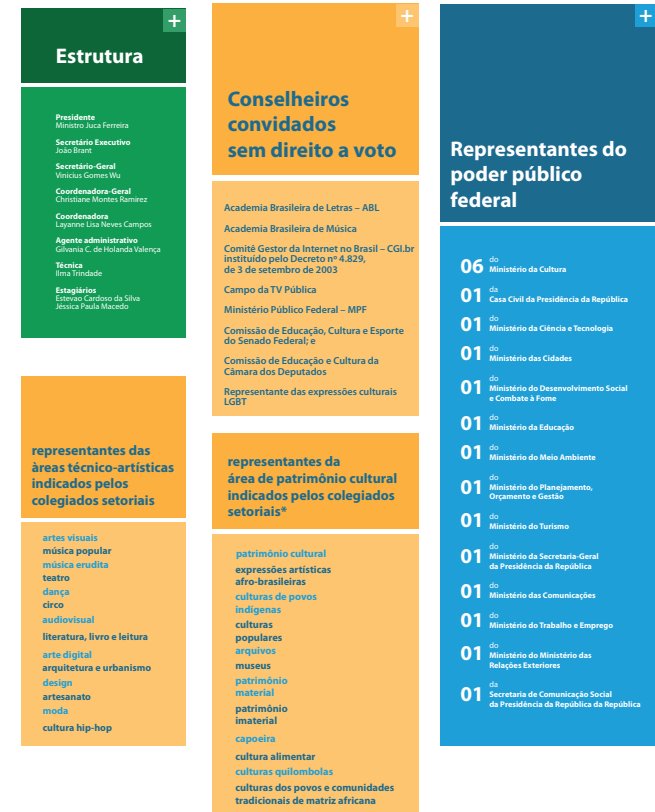 +
Estrutura
Presidente
Ministro Juca Ferreira
Secretário Executivo
João Brant
Secretário-Geral
Vinicius Gomes Wu
Coordenadora-Geral
Christiane Montes Ramirez
Coordenadora
Layanne Lisa Neves Campos
Agente administrativo
Gilvania C. de Holanda Valença
Técnica
Ilma Trindade
Estagiários
Estevao Cardoso da Silva
Jéssica Paula Macedo
representantes das
àreas técnico-artísticas
indicados pelos
colegiados setoriais
artes visuais
música popular
música erudita
teatro
dança
circo
audiovisual
literatura, livro e leitura
arte digital
arquitetura e urbanismo
design
artesanato
moda
cultura hip-hop
+
Conselheiros
convidados
sem direito a voto
Academia Brasileira de Letras – ABL
Academia Brasileira de Música
Comitê Gestor da Internet no Brasil – CGI.br
instituído pelo Decreto nº 4.829,
de 3 de setembro de 2003
Campo da TV Pública
Ministério Público Federal – MPF
Comissão de Educação, Cultura e Esporte
do Senado Federal; e
Comissão de Educação e Cultura da
Câmara dos Deputados
Representante das expressões culturais
LGBT
representantes da
área de patrimônio cultural
indicados pelos colegiados
setoriais*
patrimônio cultural
expressões artísticas
afro-brasileiras
culturas de povos
indígenas
culturas
populares
arquivos
museus
patrimônio
material
patrimônio
imaterial
capoeira
cultura alimentar
culturas quilombolas
culturas dos povos e comunidades
tradicionais de matriz africana
+
Representantes do
poder público
federal
06 do
Ministério da Cultura
01 da
Casa Civil da Presidência da República
01 do
Ministério da Ciência e Tecnologia
01 do
Ministério das Cidades
01 do
Ministério do Desenvolvimento Social
e Combate à Fome
01 do
Ministério da Educação
01 do
Ministério do Meio Ambiente
01 do
Ministério do Planejamento,
Orçamento e Gestão
01 do
Ministério do Turismo
01 do
Ministério da Secretaria-Geral
da Presidência da República
01 do
Ministério das Comunicações
01 do
Ministério do Trabalho e Emprego
01 do
Ministério do Ministério das
Relações Exteriores
01 da
Secretaria de Comunicação Social
da Presidência da República da República